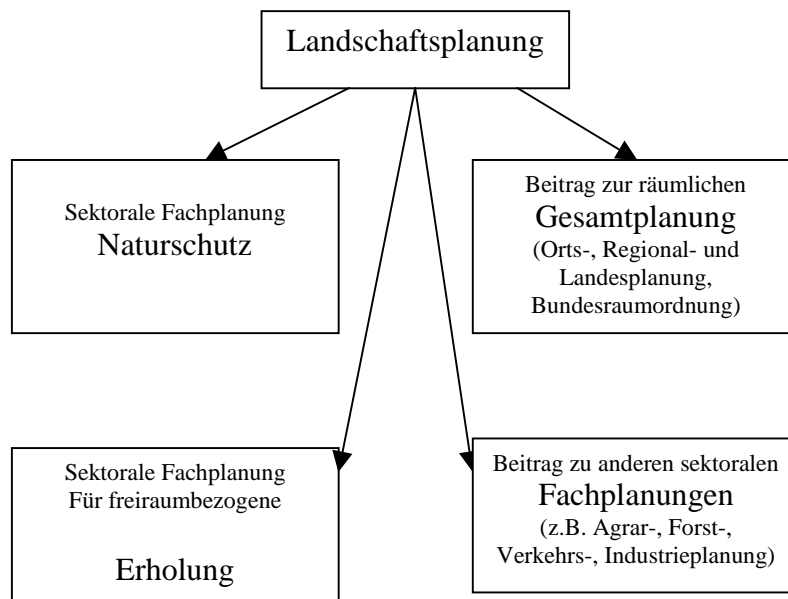 Landschaftsplanung
Sektorale Fachplanung
Naturschutz
Beitrag zur räumlichen
Gesamtplanung
(Orts-, Regional- und
Landesplanung,
Bundesraumordnung)
Sektorale Fachplanung
Für freiraumbezogene
Erholung
Beitrag zu anderen sektoralen
Fachplanungen
(z.B. Agrar-, Forst-,
Verkehrs-, Industrieplanung)